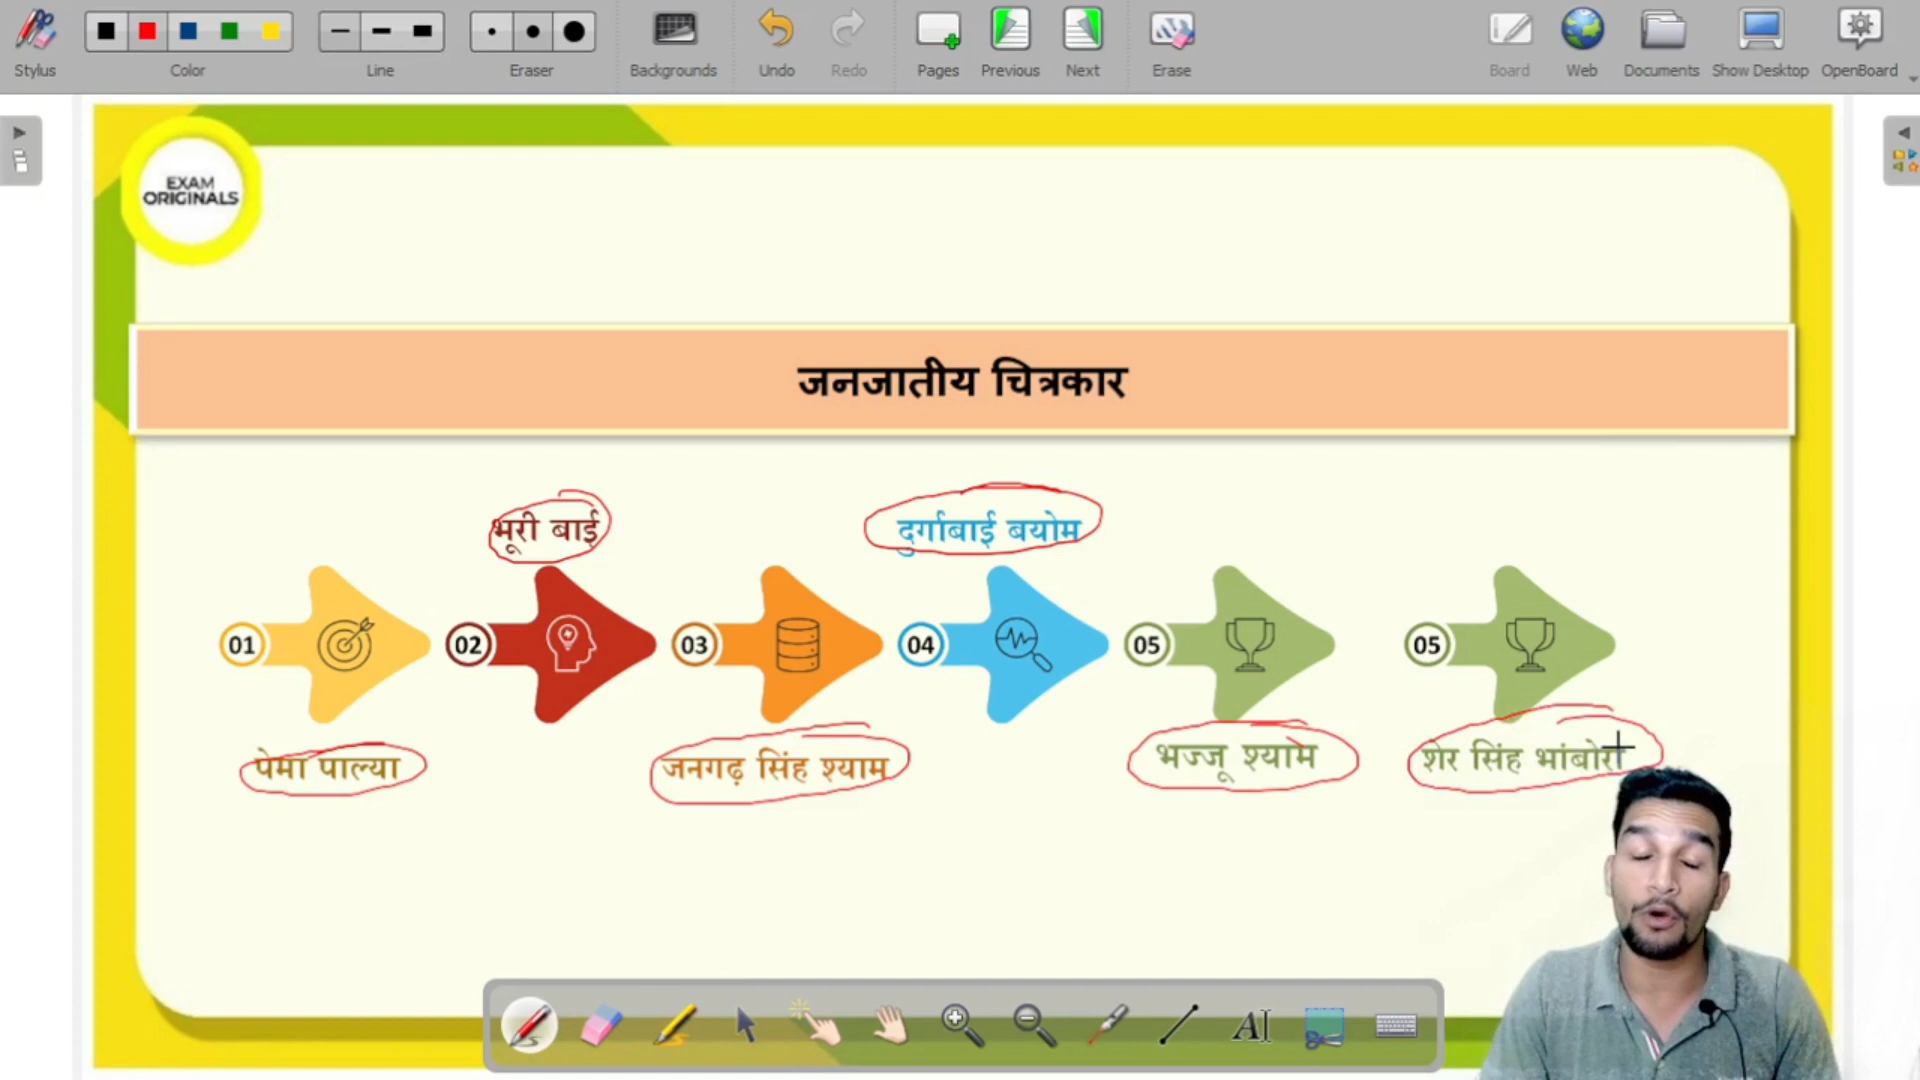 Stylus
Color
Line
Eraser
Backgrounds
Undo
Redo
Pages
Previous
Next
Erase
Board
Web
Documents
Show Desktop
OpenBoard
EXAM
ORIGINALS
जनजातीय चित्रकार
भूरी बाई
दुर्गाबाई बयोम
01
02
03
04
05
05
पेमा पाल्या
जनगढ़ सिंह श्याम
भज्जू श्याम
शेर सिंह भांबोरा
AI